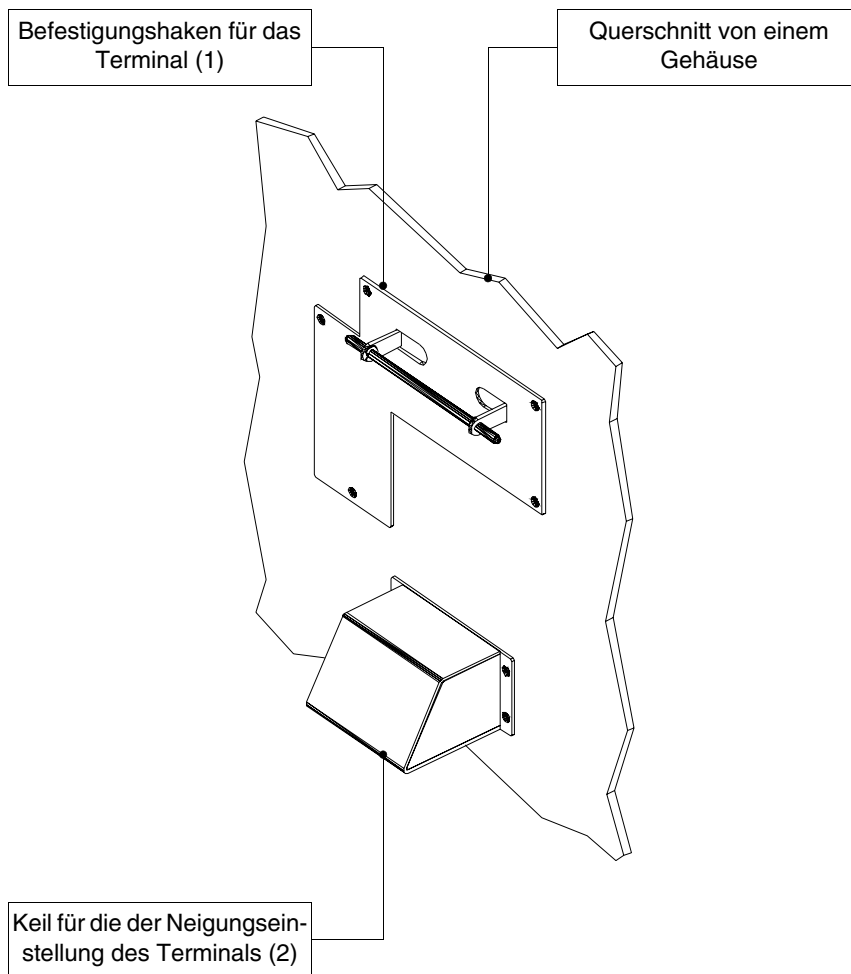 Befestigungshaken für das
Terminal (1)
Querschnitt von einem
Gehäuse
Keil für die der Neigungsein-
stellung des Terminals (2)